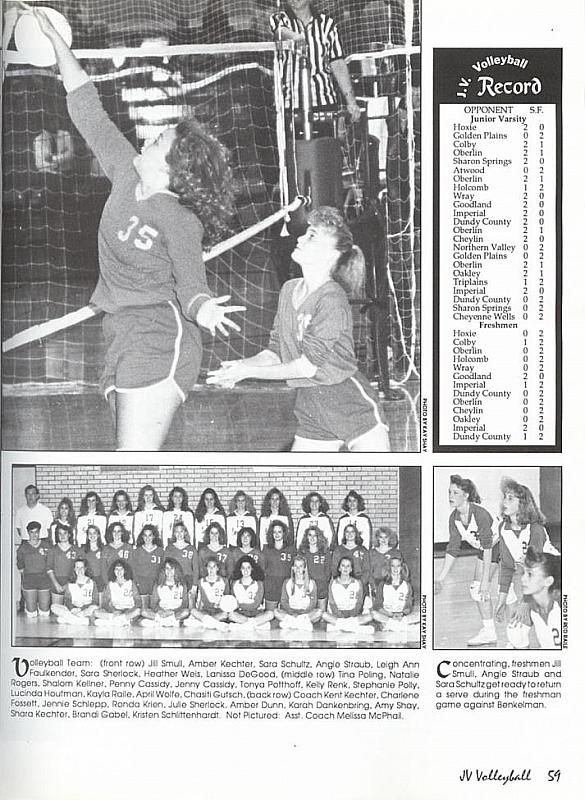 J.V. Volleyball
Record
OPPONENT S.F.
Junior Varsity
Hoxie 2 0
Golden Plains 0 2
Colby 2 1
Oberlin 2 1
Sharon Springs 2 0
Atwood 0 2
Oberlin 2 1
Holcomb 1 2
Wray 2 0
Goodland 2 0
Imperial 2 0
Dundy County 2 0
Oberlin 2 1
Cheylin 2 0
Northern Valley 0 2
Golden Plains 0 2
Oberlin 2 1
Oakley 2 1
Triplains 1 2
Imperial 2 0
Dundy County 0 2
Sharon Springs 0 2
Cheyenne Wells 0 2
Freshmen
Hoxie 0 2
Colby 1 2
Oberlin 0 2
Holcomb 0 2
Wray 0 2
Goodland 2 0
Imperial 1 2
Dundy County 0 2
Oberlin 0 2
Cheylin 0 2
Oakley 0 2
Imperial 2 0
Dundy County 1 2
35
PHOTO BY KAY SHAY
PHOTO BY KAY SHAY
Volleyball Team: (front row) Jill Smull, Amber Kechter, Sara Schultz, Angie Straub, Leigh Ann
Faulkender, Sara Sherlock, Heather Weis, Lanissa DeGood, (middle row) Tina Poling, Natalie
Rogers, Shalom Kellner, Penny Cassidy, Jenny Cassidy, Tonya Potthoff, Kelly Renk, Stephanie Polly,
Lucinda Houtman, Kayla Raile, April Wolfe, Chasiti Gutsch, (back row) Coach Kent Kechter, Charlene
Fossett, Jennie Schlepp, Ronda Krien, Julie Sherlock, Amber Dunn, Karah Dankenbring, Amy Shay,
Shara Kechter, Brandi Gabel, Kristen Schlittenhardt. Not Pictured: Asst. Coach Melissa McPhail.
Concentrating, freshmen Jill
Smull, Angie Straub and
Sara Schultz get ready to return
a serve during the freshman
game against Benkelman.
JV Volleyball 59